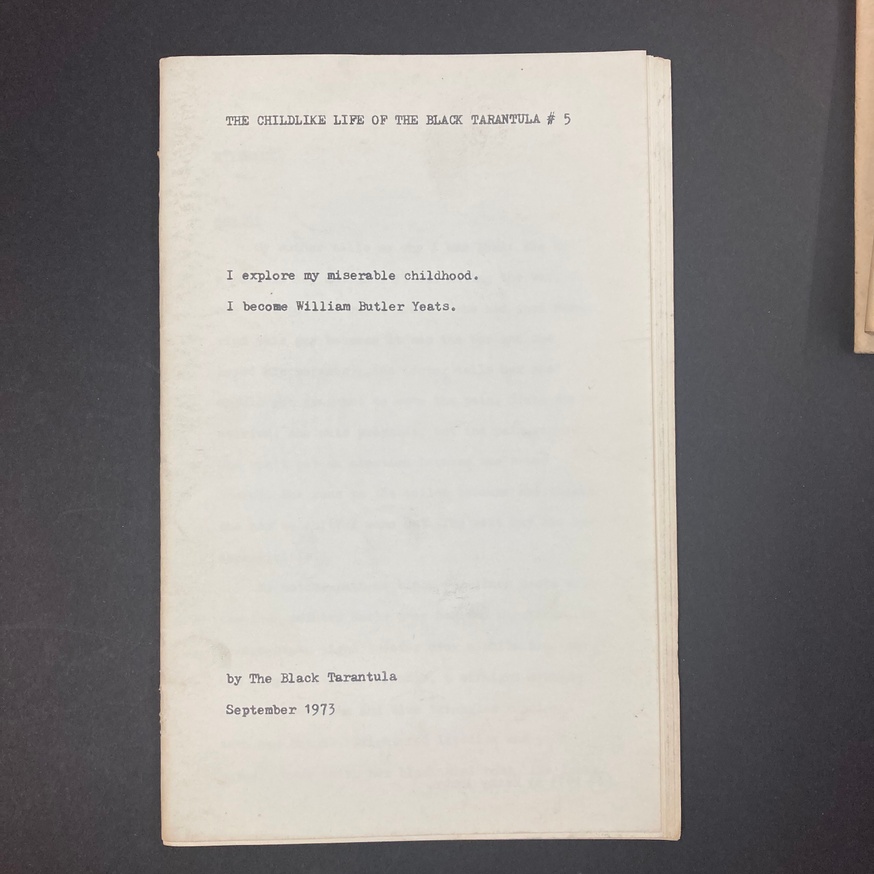 THE CHILDLIKE LIFE OF THE BLACK TARANTULA # 5
I explore my miserable childhood.
I become William Butler Yeats.
by The Black Tarantula
September 1973